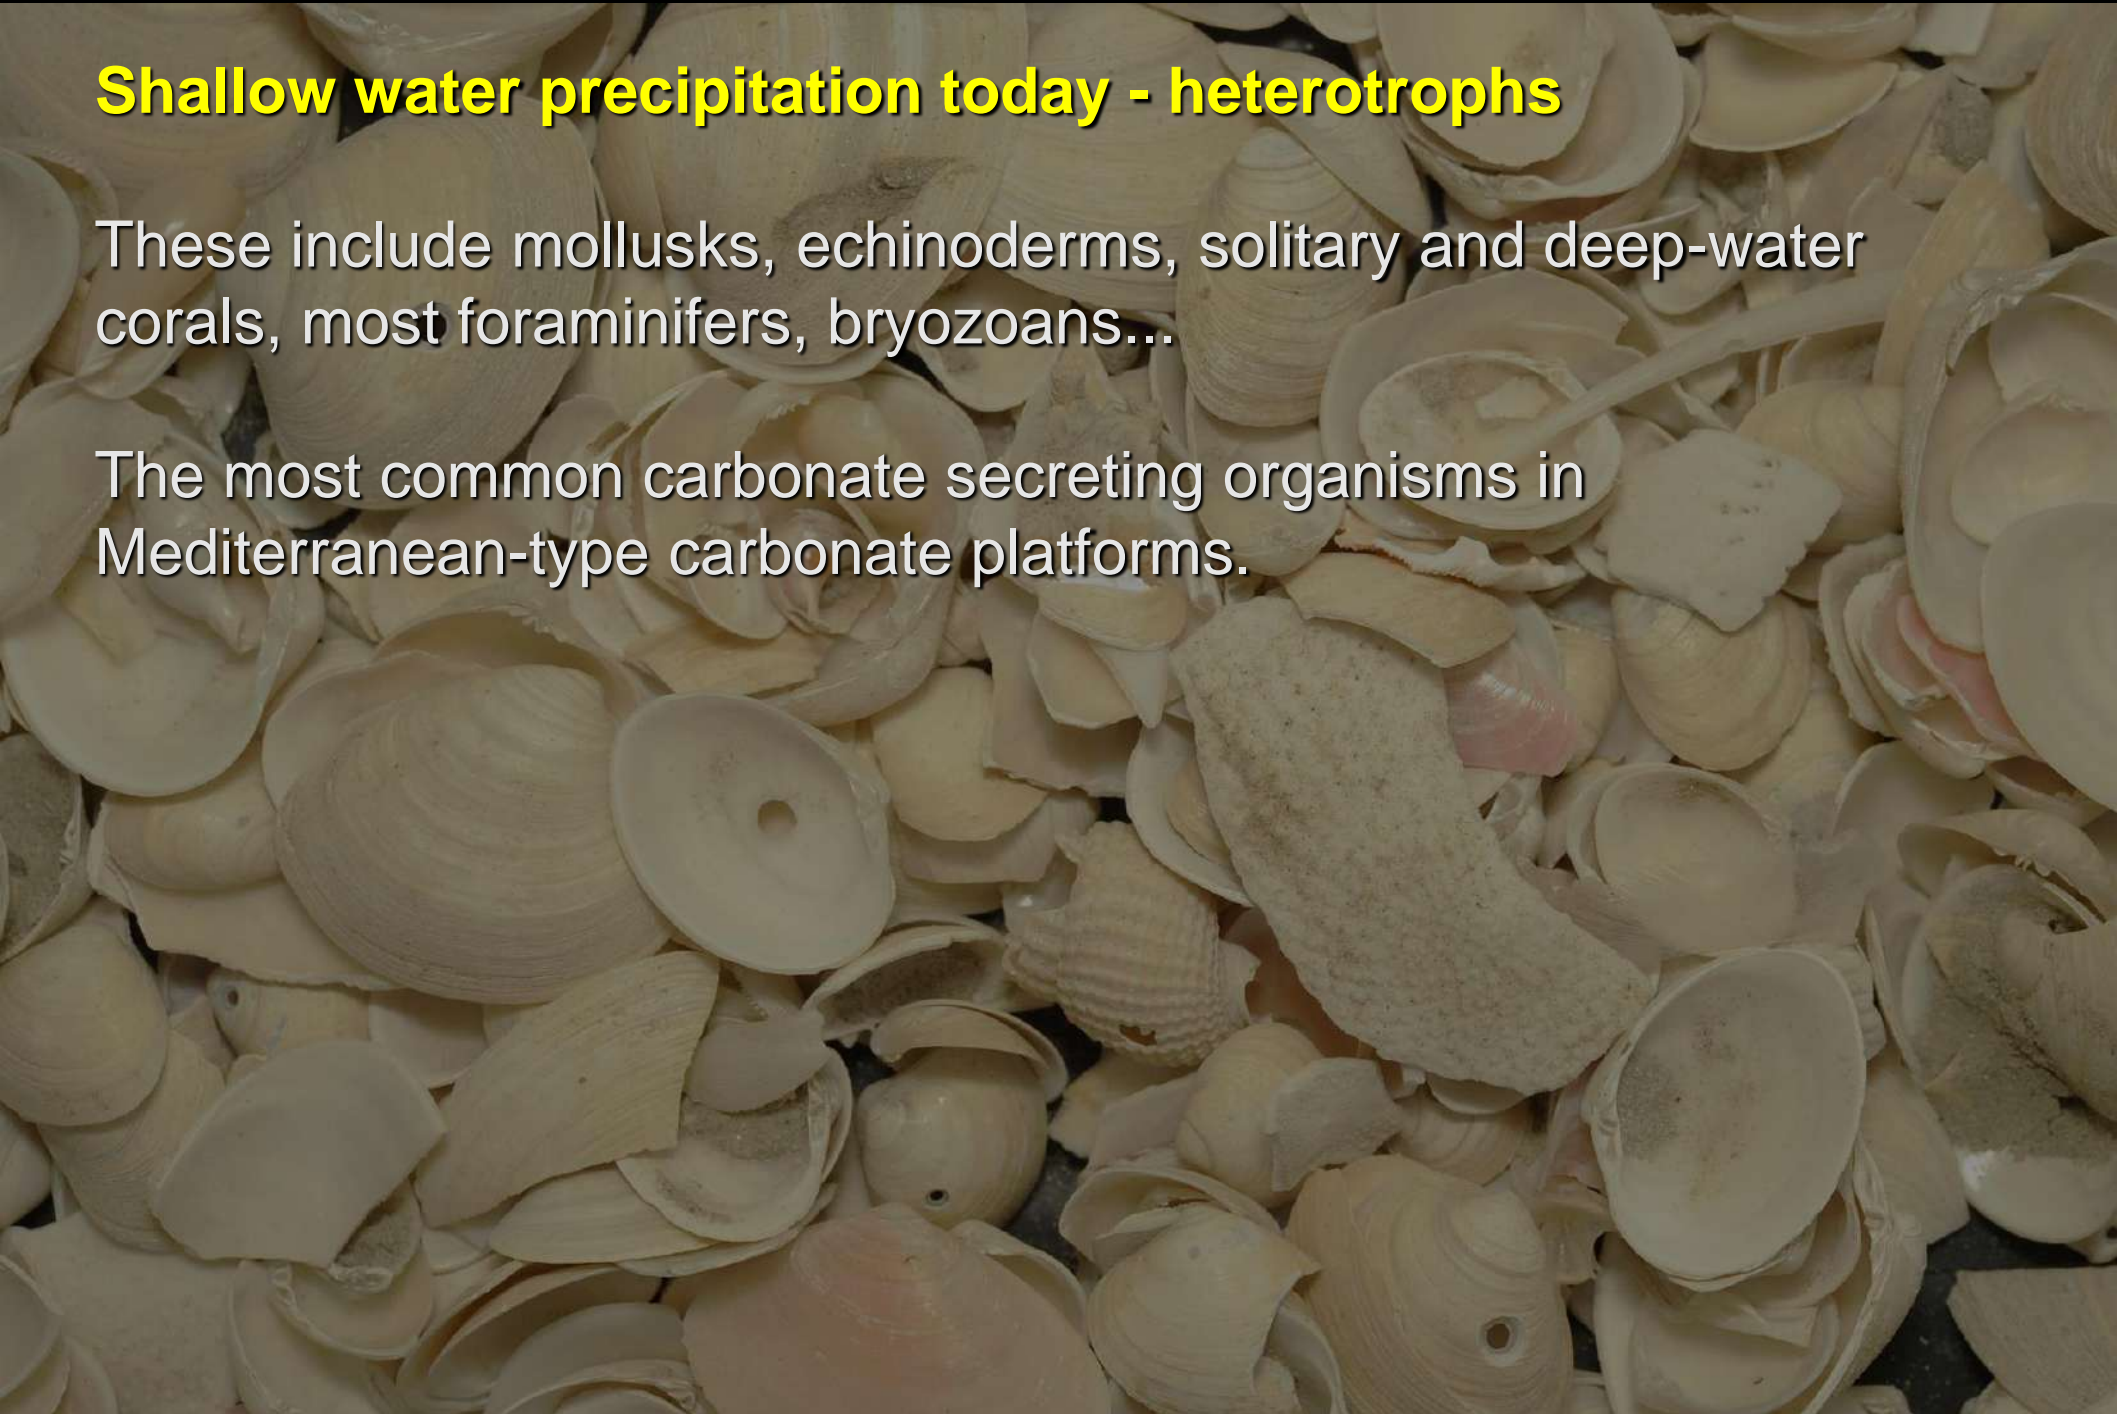 Shallow water precipitation today - heterotrophs
These include mollusks, echinoderms, solitary and deep-water
corals, most foraminifers, bryozoans...
The most common carbonate secreting organisms in
Mediterranean-type carbonate platforms.